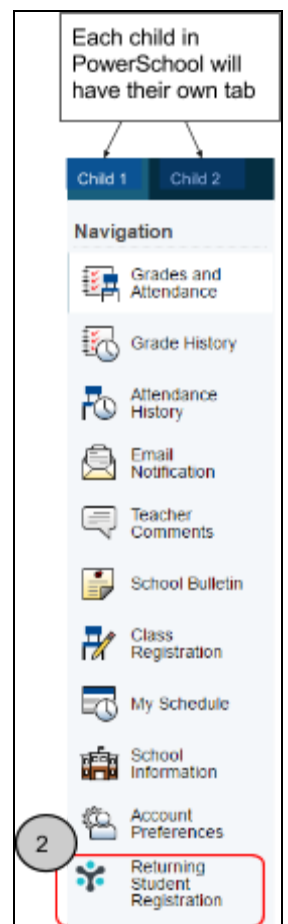 Each child in
PowerSchool will
have their own tab
Child 1 Child 2
Navigation
Grades and
Attendance
Grade History
Attendance
History
Email
Notification
Teacher
Comments
School Bulletin
Class
Registration
My Schedule
School
Information
Account
Preferences
2
Returning
Student
Registration